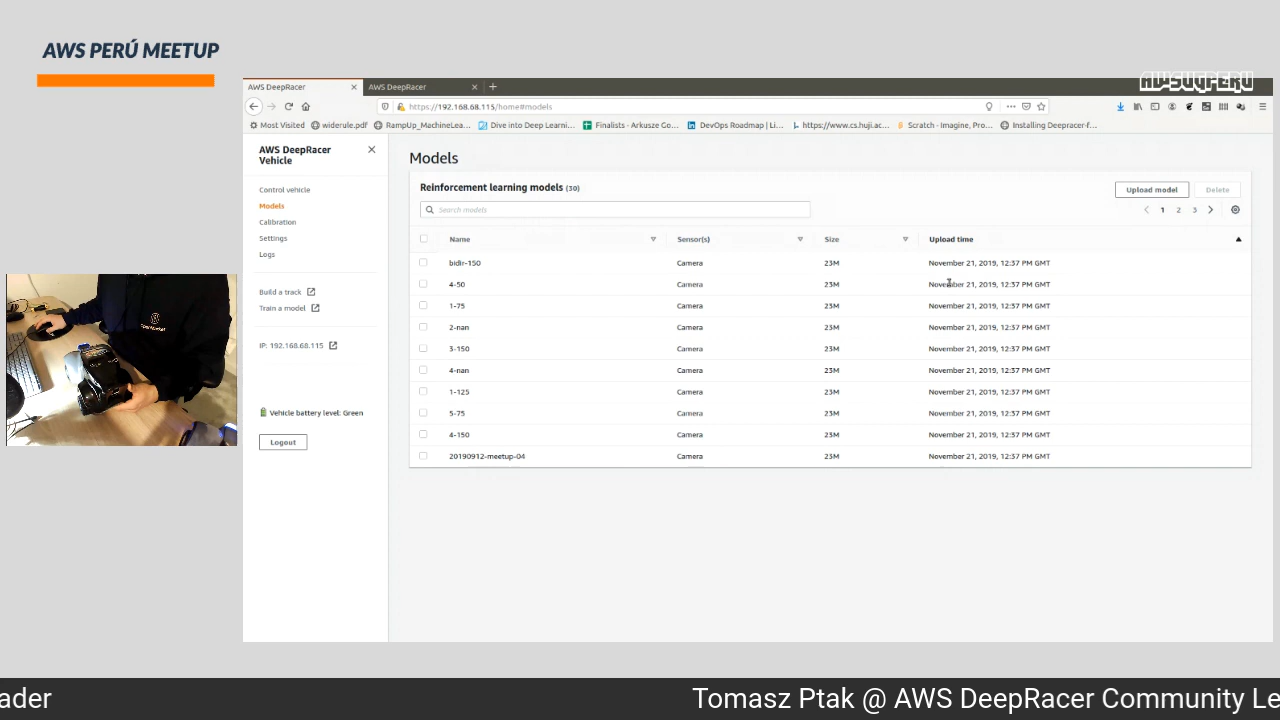 AWS PERÚ MEETUP
AWSUGPERU
AWS DeepRacer
AWS DeepRacer
https://192.168.68.115/home#models
Most Visited
widerule.pdf
RampUp_MachineLea...
Dive into Deep Learni...
Finalists - Arkusze Go...
DevOps Roadmap | Li...
https://www.cs.huji.ac...
Scratch - Imagine, Pro...
Installing Deepracer-f...
AWS DeepRacer
Vehicle
Control vehicle
Models
Calibration
Settings
Logs
Build a track
Train a model
IP: 192.168.68.115
Vehicle battery level: Green
Logout
Models
Reinforcement learning models (30)
Upload model
Delete
Search models
1 2 3
Name Sensor(s) Size Upload time
bidir-150 Camera 23M November 21, 2019, 12:37 PM GMT
4-50 Camera 23M November 21, 2019, 12:37 PM GMT
1-75 Camera 23M November 21, 2019, 12:37 PM GMT
2-nan Camera 23M November 21, 2019, 12:37 PM GMT
3-150 Camera 23M November 21, 2019, 12:37 PM GMT
4-nan Camera 23M November 21, 2019, 12:37 PM GMT
1-125 Camera 23M November 21, 2019, 12:37 PM GMT
5-75 Camera 23M November 21, 2019, 12:37 PM GMT
4-150 Camera 23M November 21, 2019, 12:37 PM GMT
20190912-meetup-04 Camera 23M November 21, 2019, 12:37 PM GMT
ader
Tomasz Ptak @ AWS DeepRacer Community Le